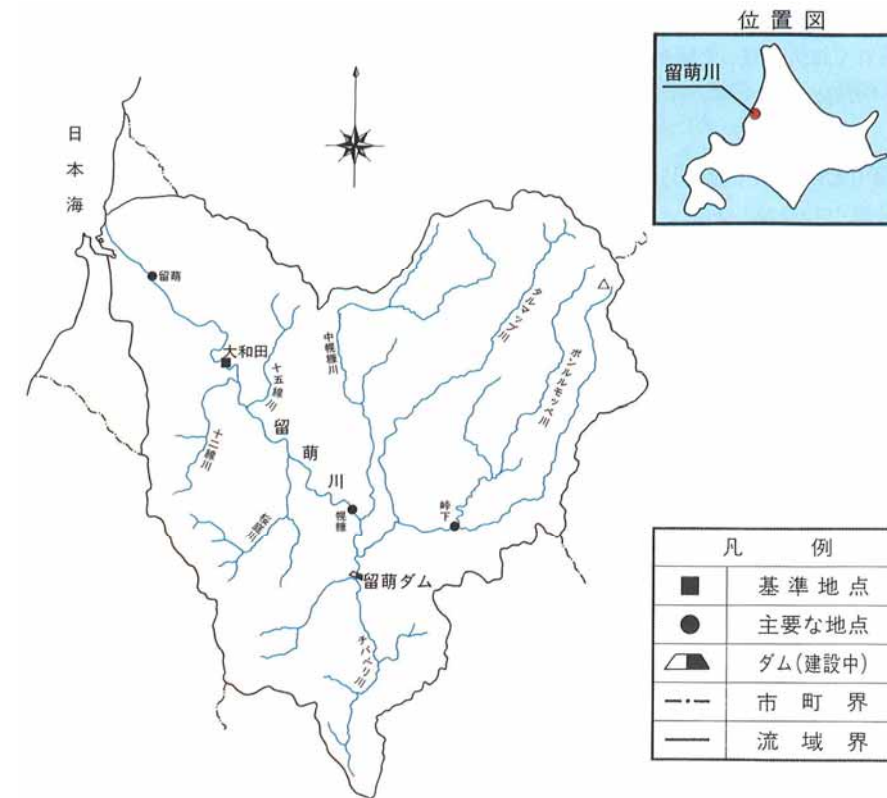 位置図
留萌川
日本海
留萌
大和田
十五線川
中幌糠川
タルマップ川
ポンルルモッペ川
十二線川
留萌川
幌糠
峠下
桜庭川
留萌ダム
チバベリ川
凡例
基準地点
主要な地点
ダム(建設中)
市町界
流域界